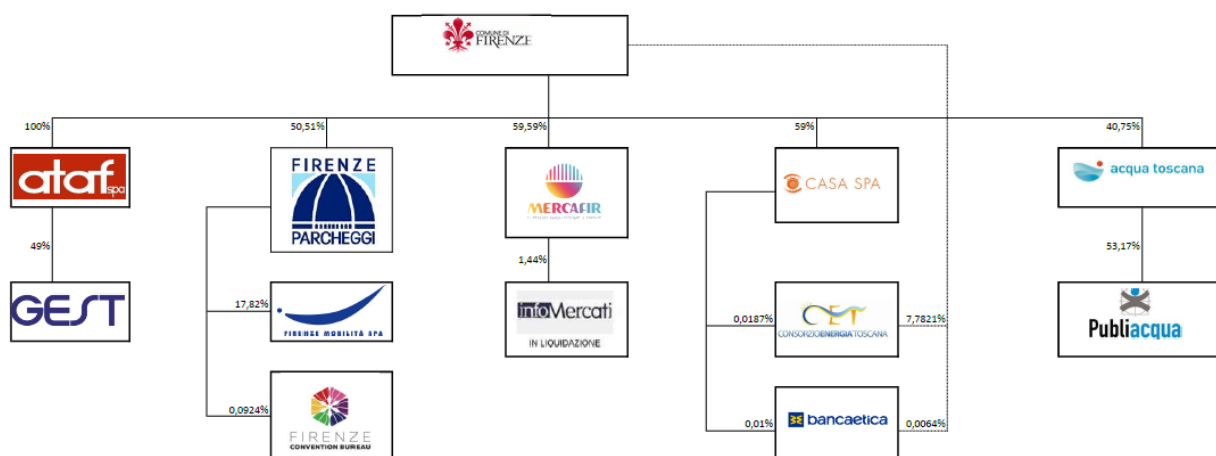 COMUNE DI
FIRENZE
100%
50,51%
59,59%
59%
40,75%
ataf spa
FIRENZE
PARCHEGGI
MERCAFIR
CASA SPA
acqua toscana
49%
1,44%
53,17%
GEST
17,82%
FIRENZE MOBILITÀ SPA
infoMercati
IN LIQUIDAZIONE
0,0187%
CET
CONSORZIOENERGIATOSCANA
7,7821%
Publiacqua
0,0924%
FIRENZE
CONVENTION BUREAU
0,01%
bancaetica
0,0064%